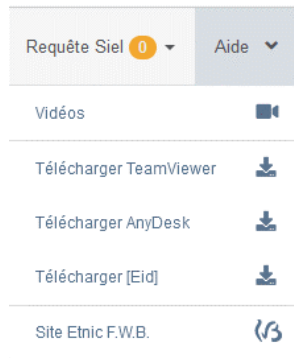 Requête Siel 0 Aide
Vidéos
Télécharger TeamViewer
Télécharger AnyDesk
Télécharger [Eid]
Site Etnic F.W.B.